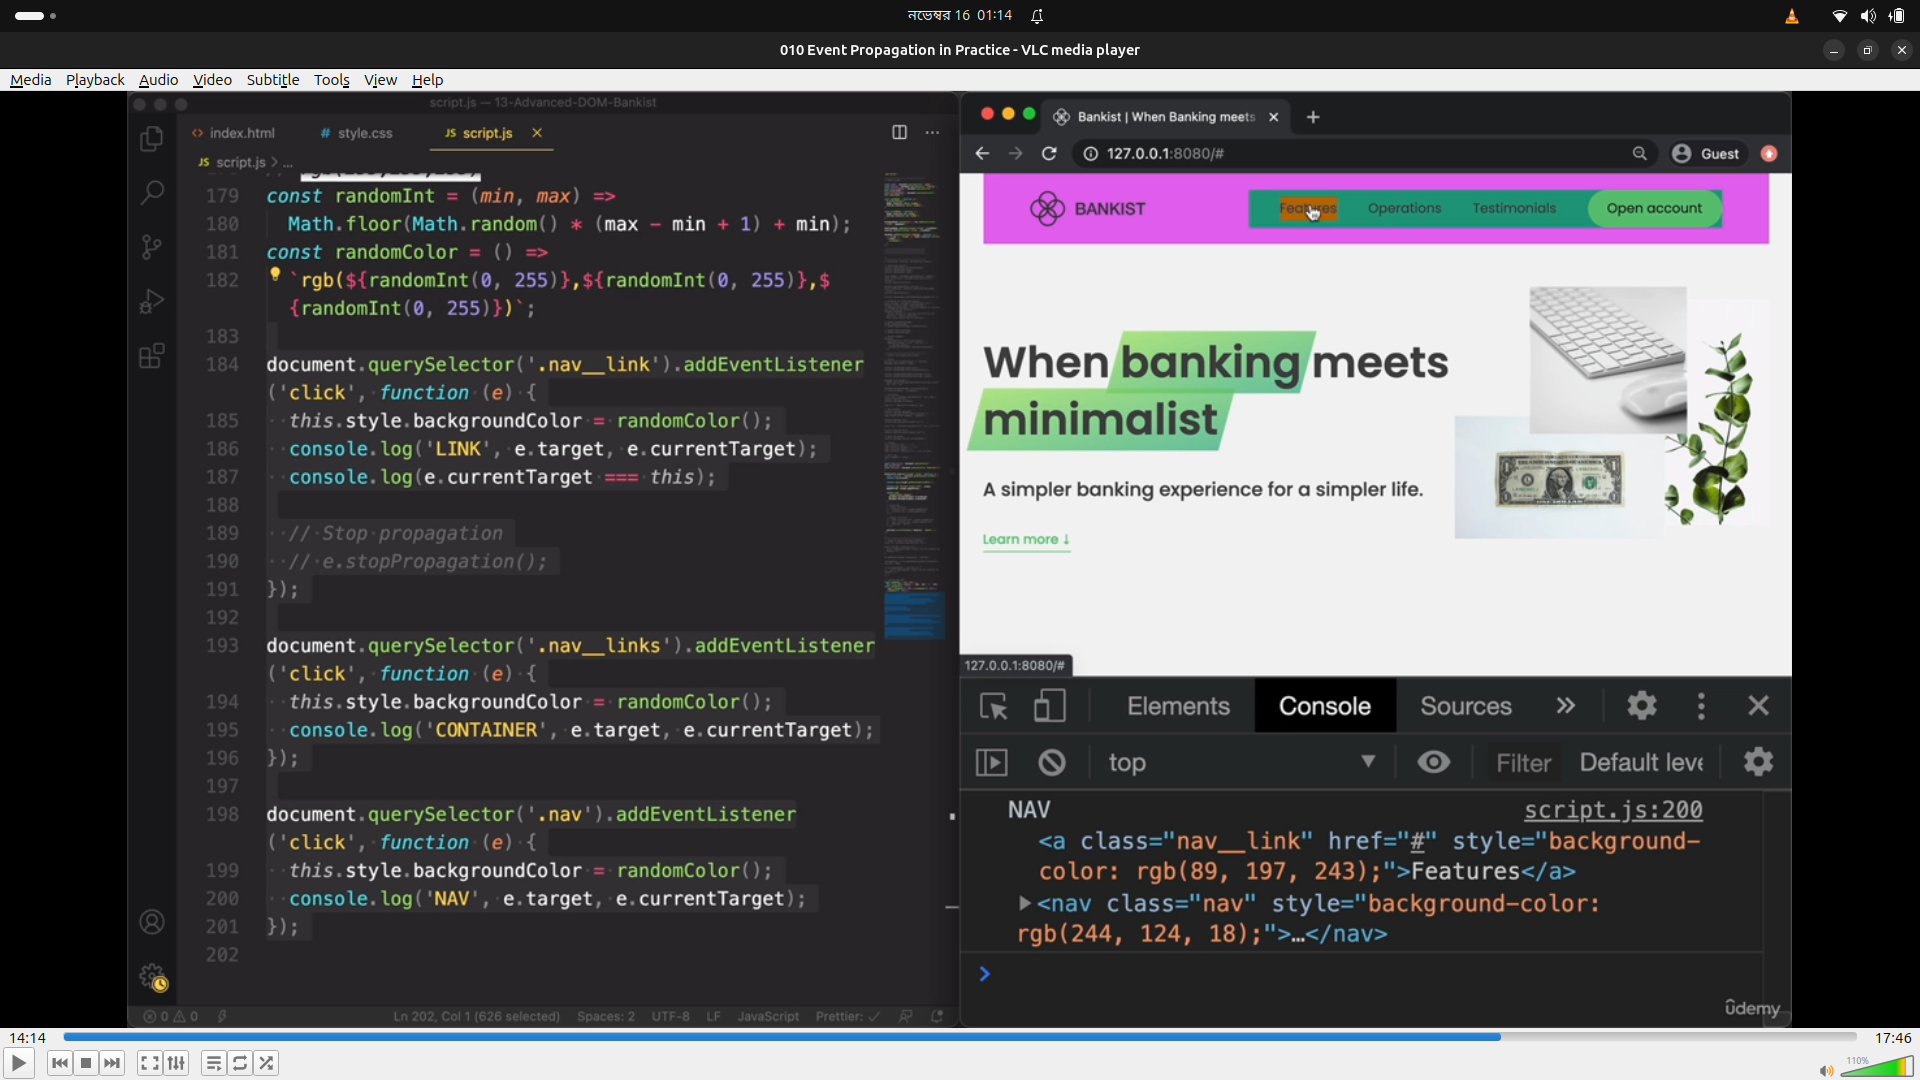 নভেম্বর 16 01:14
010 Event Propagation in Practice - VLC media player
Media Playback Audio Video Subtitle Tools View Help
script.js — 13-Advanced-DOM-Bankist
index.html style.css JS script.js
JS script.js > ...
179 const randomInt = (min, max) =>
180 Math.floor(Math.random() * (max - min + 1) + min);
181 const randomColor = () =>
182 `rgb(${randomInt(0, 255)},${randomInt(0, 255)},$
{randomInt(0, 255)})`;
183
184 document.querySelector('.nav__link').addEventListener
('click', function (e) {
185 this.style.backgroundColor = randomColor();
186 console.log('LINK', e.target, e.currentTarget);
187 console.log(e.currentTarget === this);
188
189 // Stop propagation
190 // e.stopPropagation();
191 });
192
193 document.querySelector('.nav__links').addEventListener
('click', function (e) {
194 this.style.backgroundColor = randomColor();
195 console.log('CONTAINER', e.target, e.currentTarget);
196 });
197
198 document.querySelector('.nav').addEventListener
('click', function (e) {
199 this.style.backgroundColor = randomColor();
200 console.log('NAV', e.target, e.currentTarget);
201 });
202
0 0 Ln 202, Col 1 (626 selected) Spaces: 2 UTF-8 LF JavaScript Prettier: ✓
Bankist | When Banking meets
127.0.0.1:8080/# Guest
BANKIST Features Operations Testimonials Open account
When banking meets
minimalist
A simpler banking experience for a simpler life.
Learn more ↓
127.0.0.1:8080/#
Elements Console Sources »
top Filter Default leve
NAV script.js:200
<a class="nav__link" href="#" style="background-
color: rgb(89, 197, 243);">Features</a>
<nav class="nav" style="background-color:
rgb(244, 124, 18);">…</nav>
>
ûdemy
14:14 17:46
110%